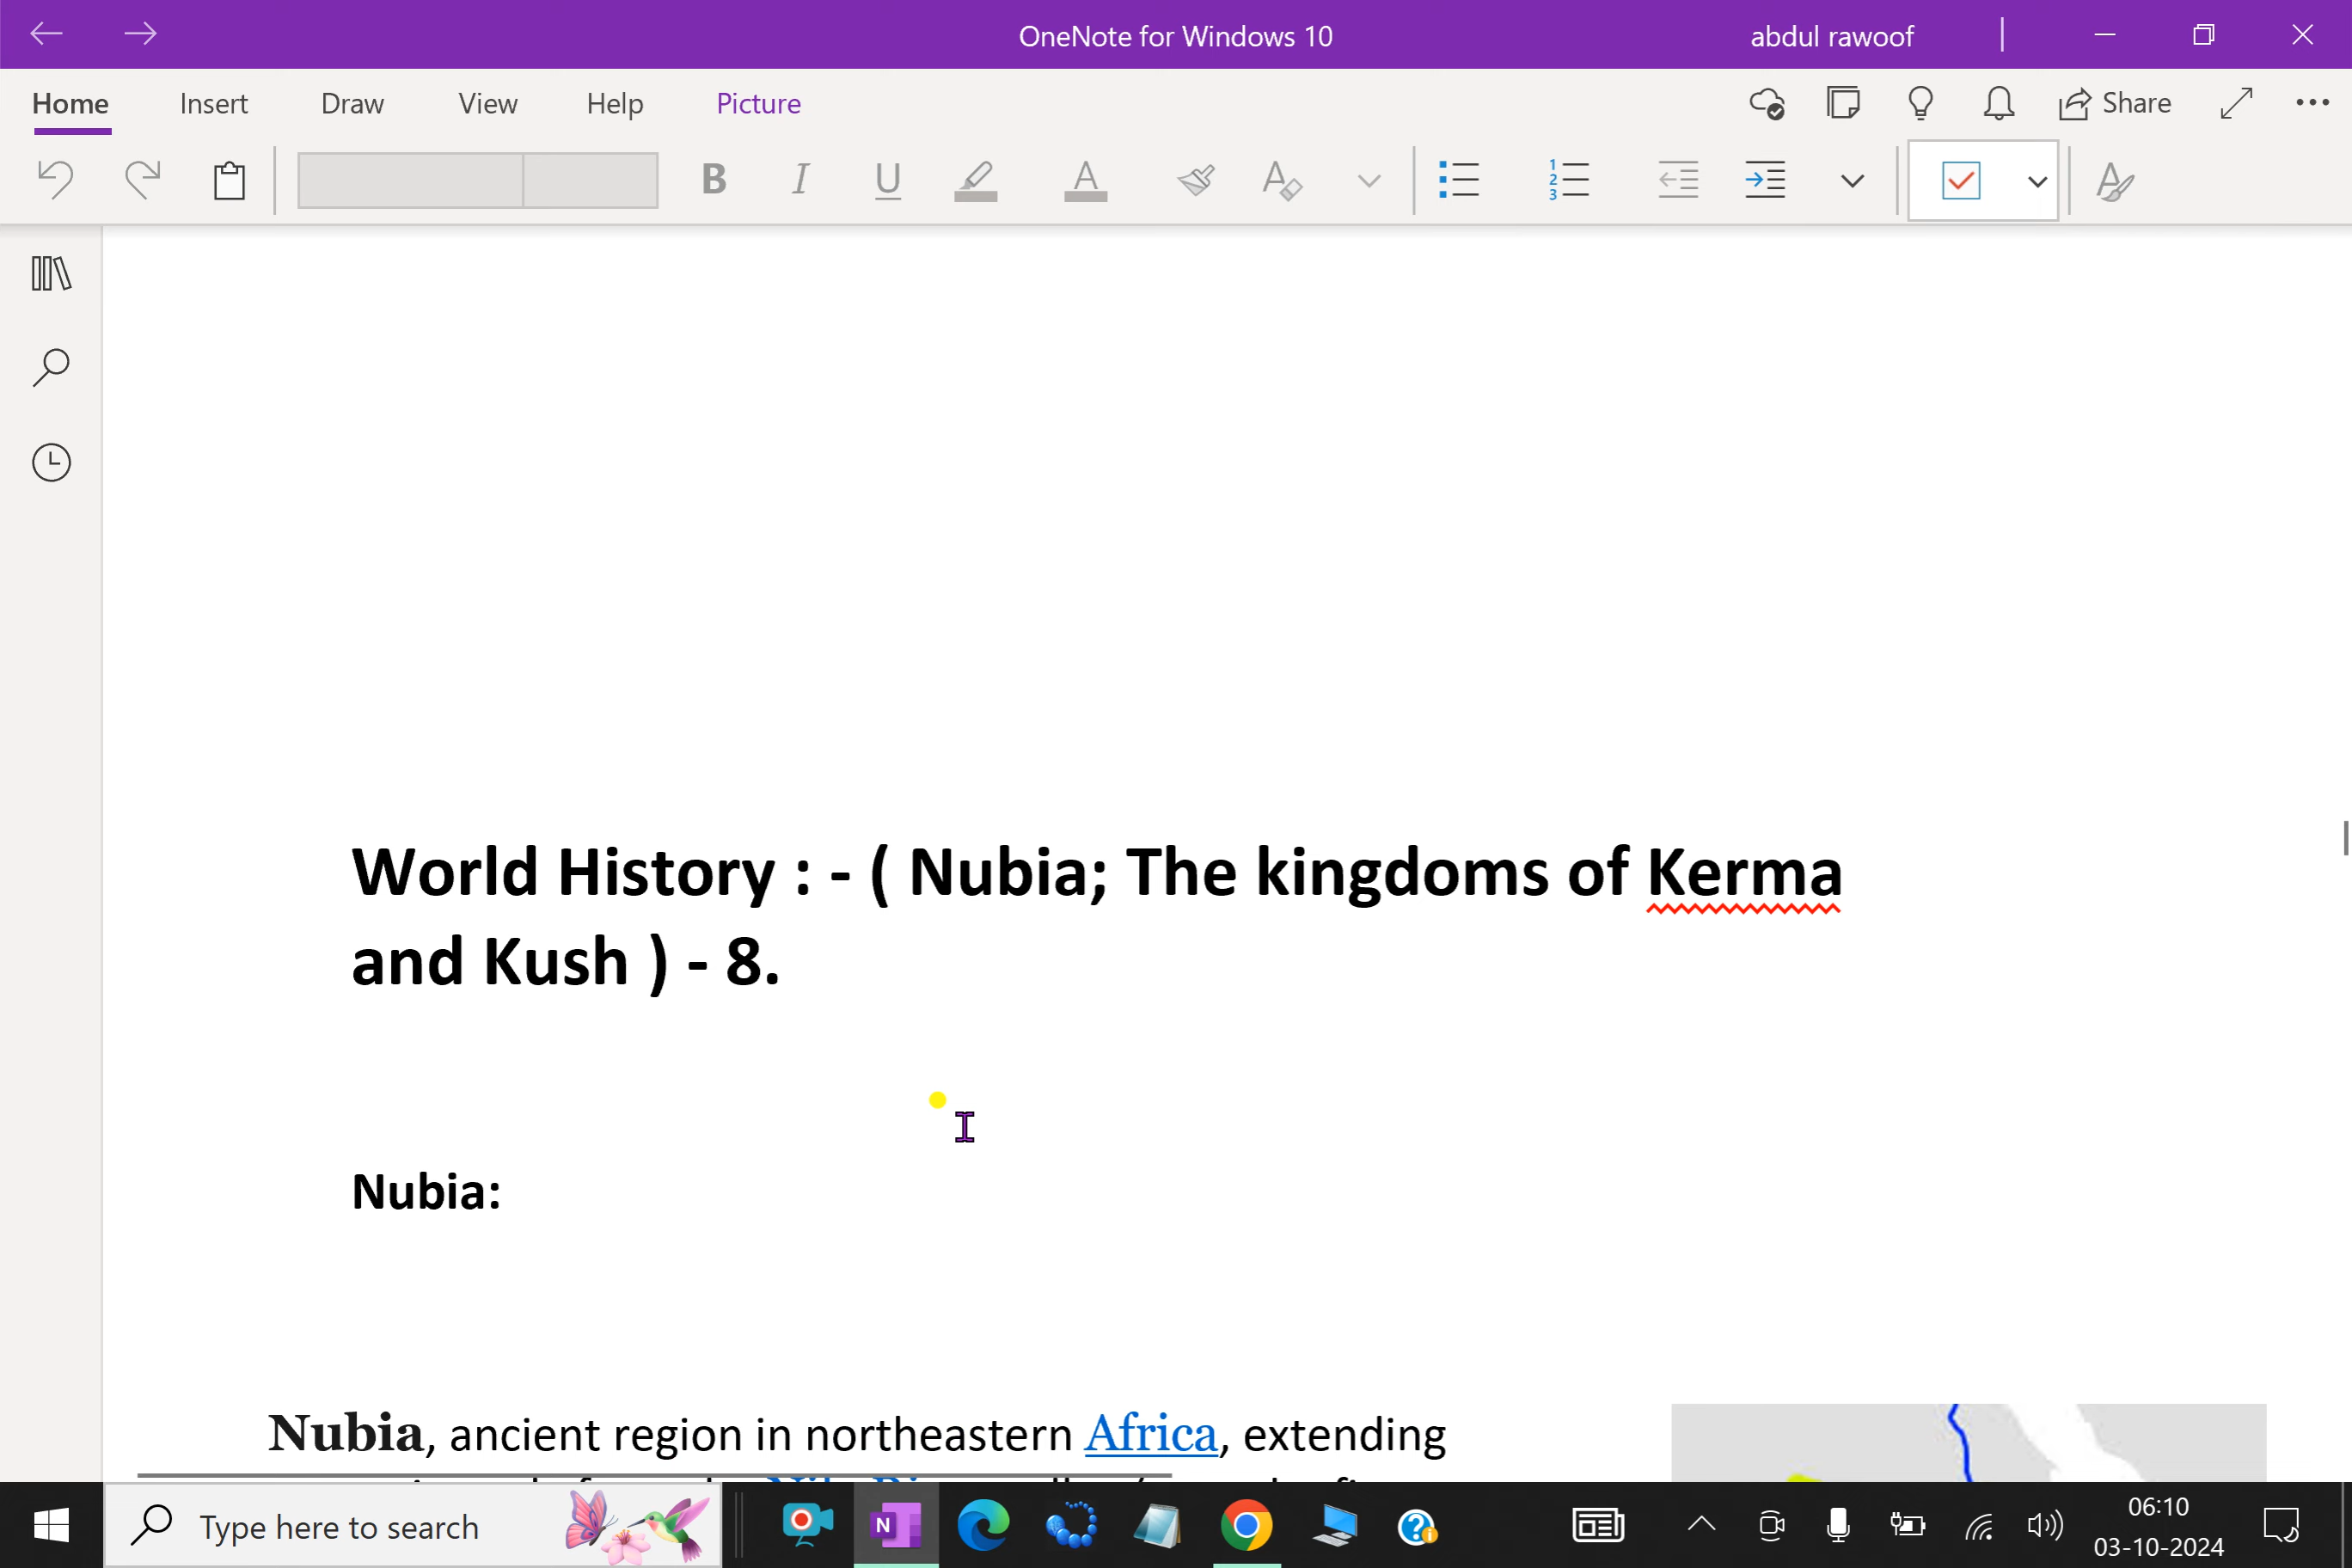 OneNote for Windows 10
abdul rawoof
Home Insert Draw View Help Picture
Share
World History : - ( Nubia; The kingdoms of Kerma
and Kush ) - 8.
Nubia:
Nubia, ancient region in northeastern Africa, extending
Type here to search
06:10
03-10-2024